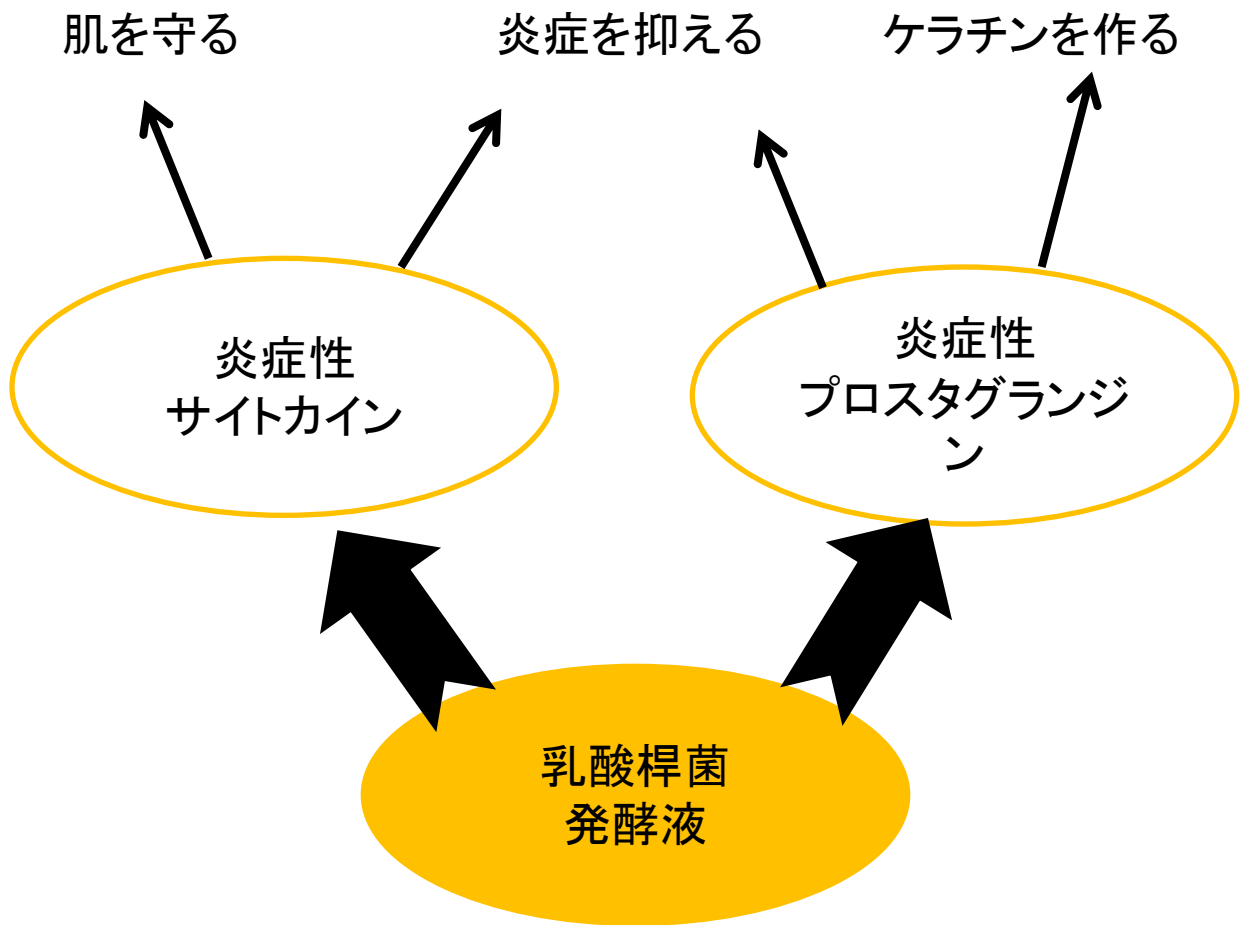 肌を守る
炎症を抑える
ケラチンを作る
炎症性
サイトカイン
炎症性
プロスタグランジ
ン
乳酸桿菌
発酵液